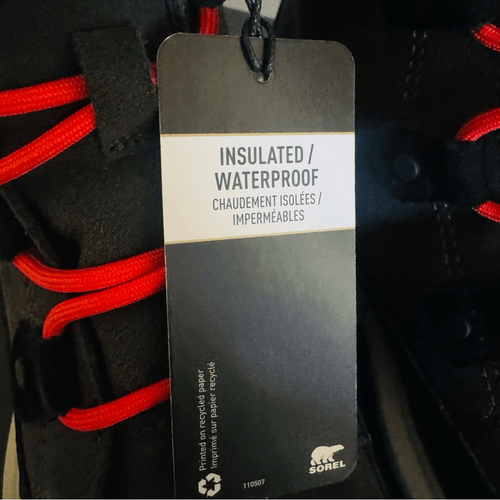 INSULATED /
WATERPROOF
CHAUDEMENT ISOLÉES /
IMPERMÉABLES
Printed on recycled paper
Imprimé sur papier recyclé
110507
SOREL